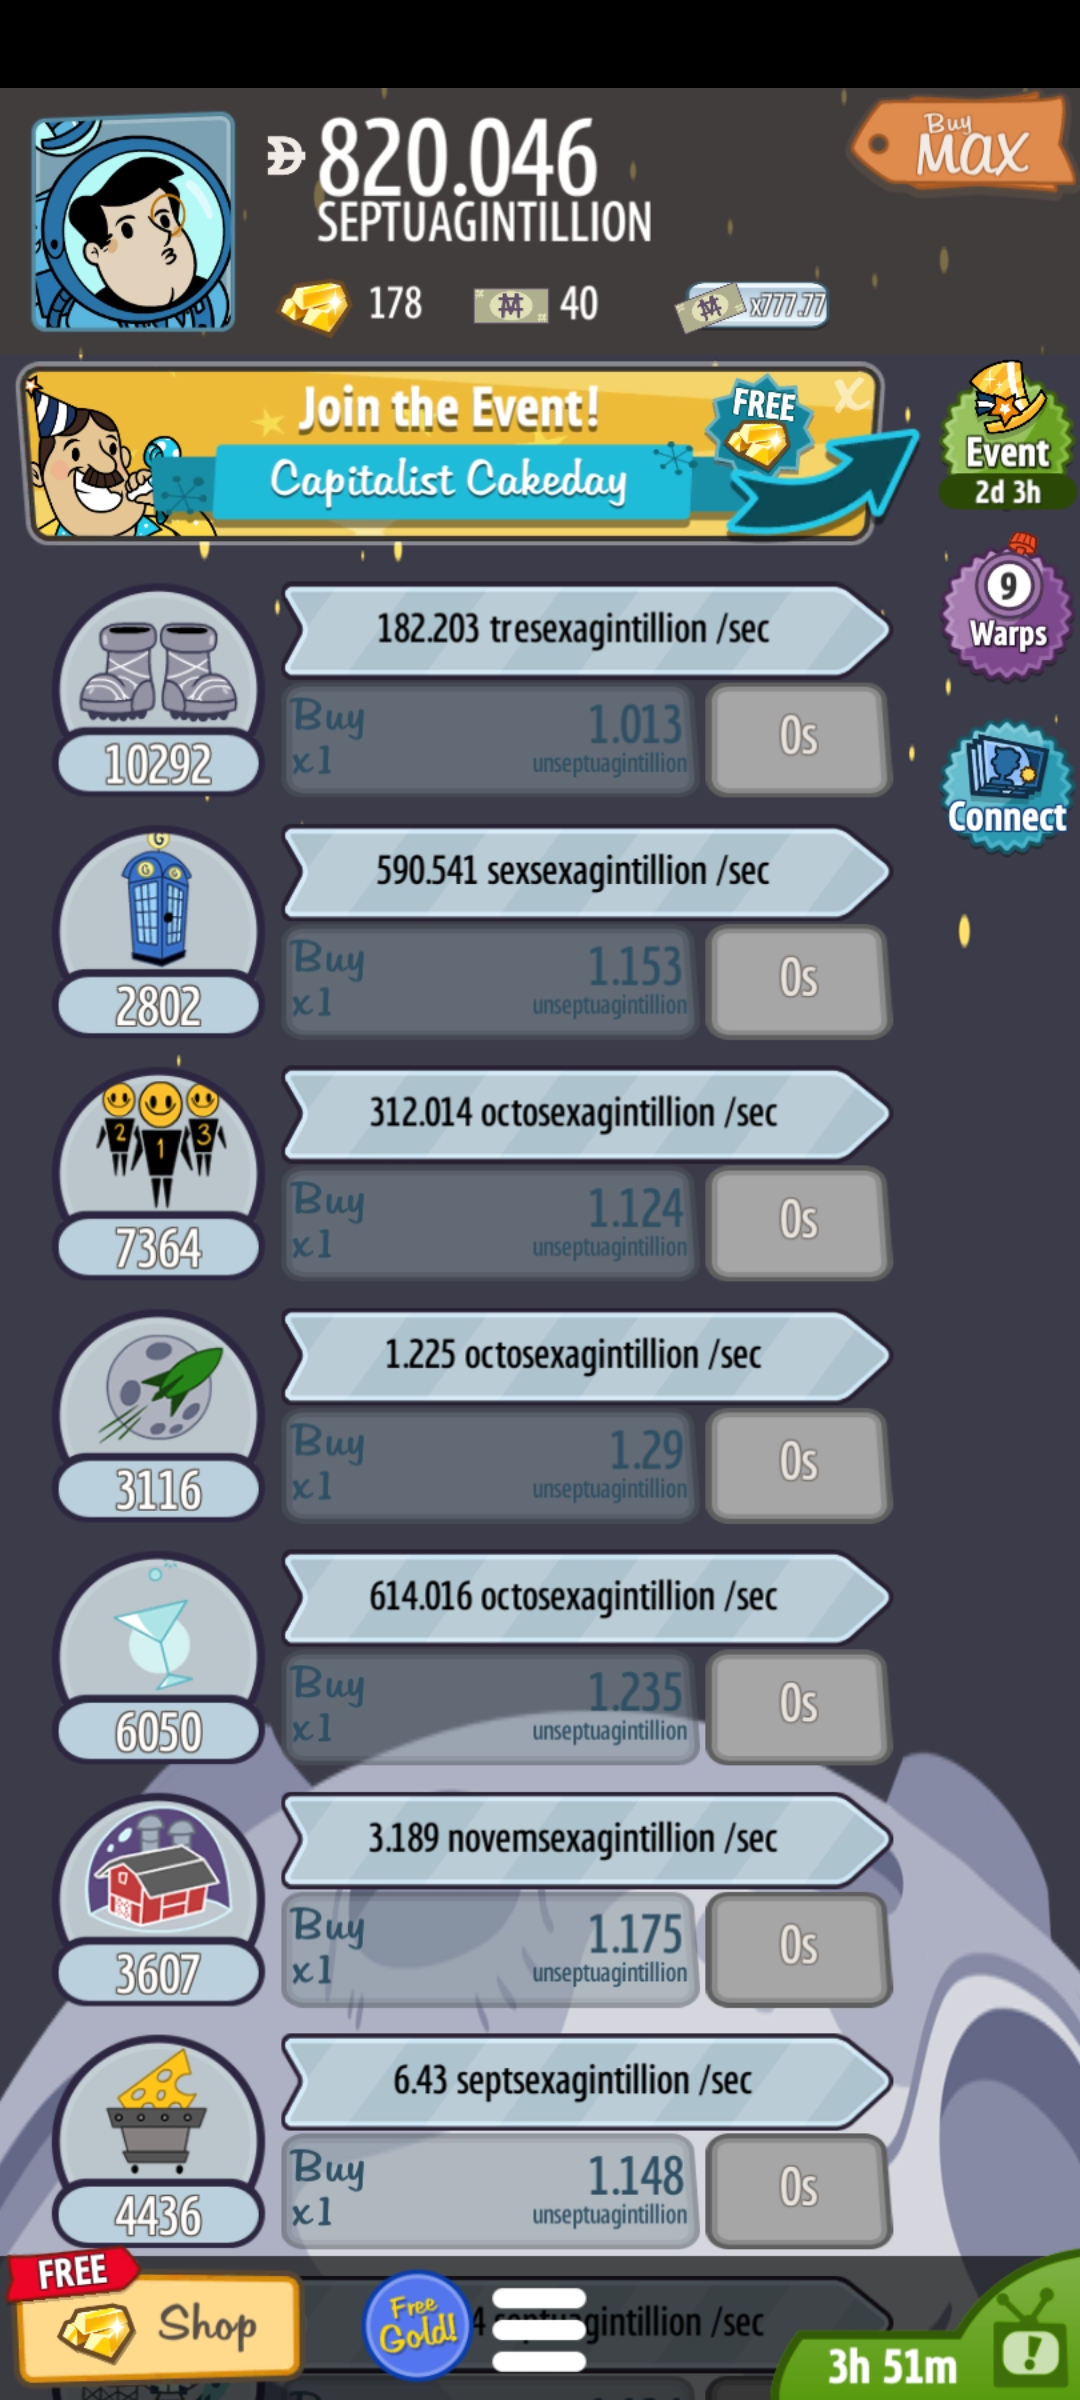 Buy
MAX
820.046
SEPTUAGINTILLION
178
40
x777.77
Join the Event!
FREE
X
Capitalist Cakeday
Event
2d 3h
182.203 tresexagintillion /sec
9
Warps
Buy
x1
1.013
unseptuagintillion
0s
10292
Connect
590.541 sexsexagintillion /sec
Buy
x1
1.153
unseptuagintillion
0s
2802
312.014 octosexagintillion /sec
2 1 3
Buy
x1
1.124
unseptuagintillion
0s
7364
1.225 octosexagintillion /sec
Buy
x1
1.29
unseptuagintillion
0s
3116
614.016 octosexagintillion /sec
Buy
x1
1.235
unseptuagintillion
0s
6050
3.189 novemsexagintillion /sec
Buy
x1
1.175
unseptuagintillion
0s
3607
6.43 septsexagintillion /sec
Buy
x1
1.148
unseptuagintillion
0s
4436
FREE
Shop
Free
Gold!
/sec
3h 51m
!